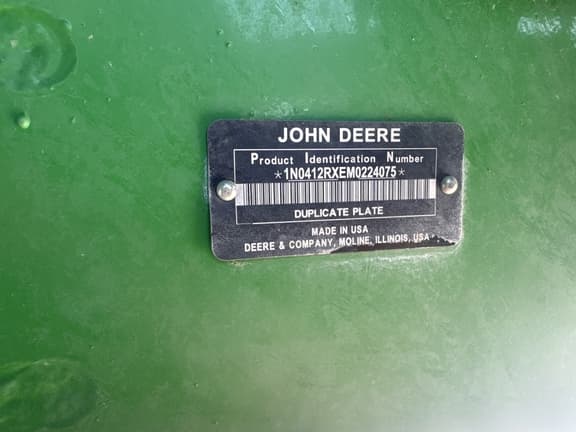 JOHN DEERE
Product Identification Number
*1N0412RXEM0224075*
DUPLICATE PLATE
MADE IN USA
DEERE & COMPANY, MOLINE, ILLINOIS, USA